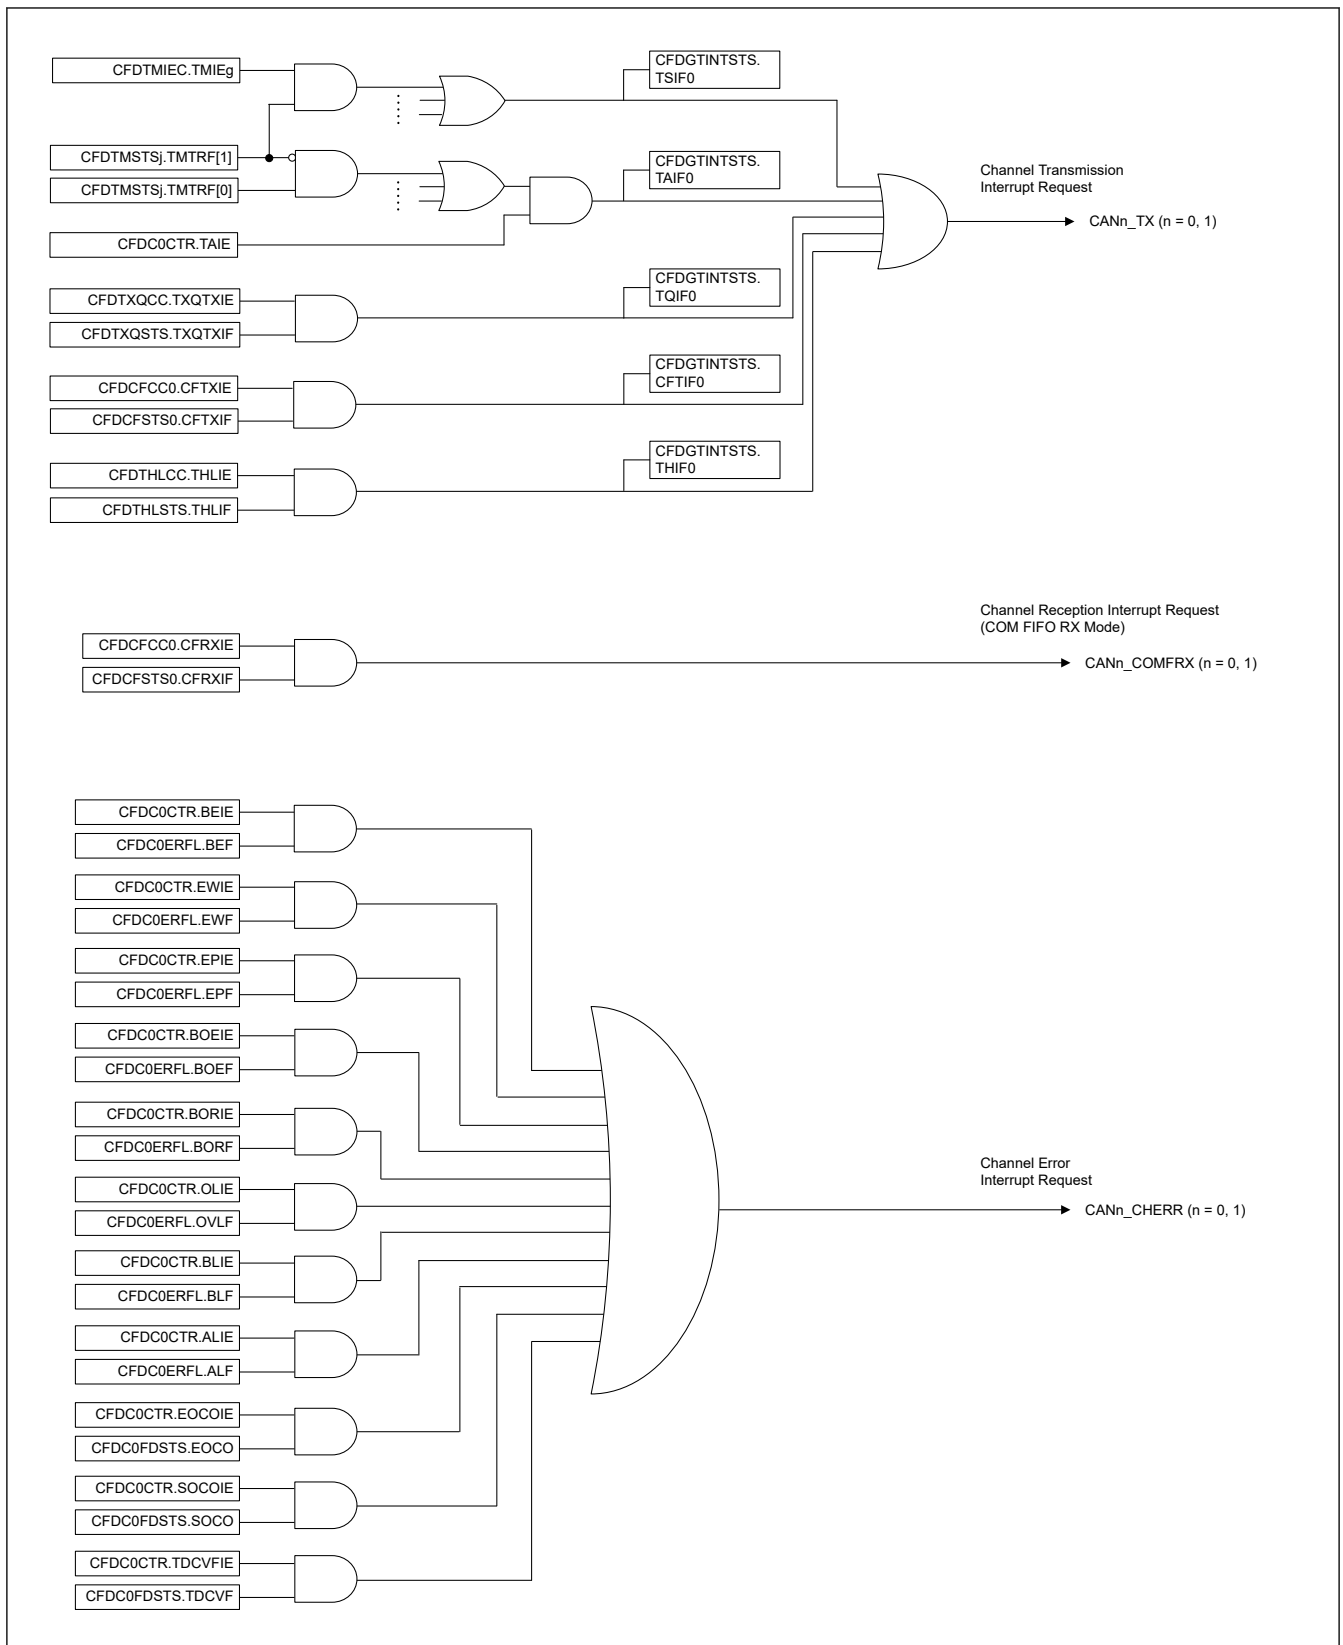 CFDTMIEC.TMIEg
CFDGTINTSTS.
TSIF0
CFDTMSTSj.TMTRF[1]
CFDTMSTSj.TMTRF[0]
CFDGTINTSTS.
TAIF0
Channel Transmission
Interrupt Request
CANn_TX (n = 0, 1)
CFDC0CTR.TAIE
CFDTXQCC.TXQTXIE
CFDTXQSTS.TXQTXIF
CFDGTINTSTS.
TQIF0
CFDCFCC0.CFTXIE
CFDCFSTS0.CFTXIF
CFDGTINTSTS.
CFTIF0
CFDTHLCC.THLIE
CFDTHLSTS.THLIF
CFDGTINTSTS.
THIF0
Channel Reception Interrupt Request
(COM FIFO RX Mode)
CFDCFCC0.CFRXIE
CFDCFSTS0.CFRXIF
CANn_COMFRX (n = 0, 1)
CFDC0CTR.BEIE
CFDC0ERFL.BEF
CFDC0CTR.EWIE
CFDC0ERFL.EWF
CFDC0CTR.EPIE
CFDC0ERFL.EPF
CFDC0CTR.BOEIE
CFDC0ERFL.BOEF
CFDC0CTR.BORIE
CFDC0ERFL.BORF
Channel Error
Interrupt Request
CFDC0CTR.OLIE
CFDC0ERFL.OVLF
CANn_CHERR (n = 0, 1)
CFDC0CTR.BLIE
CFDC0ERFL.BLF
CFDC0CTR.ALIE
CFDC0ERFL.ALF
CFDC0CTR.EOCOIE
CFDC0FDSTS.EOCO
CFDC0CTR.SOCOIE
CFDC0FDSTS.SOCO
CFDC0CTR.TDCVFIE
CFDC0FDSTS.TDCVF